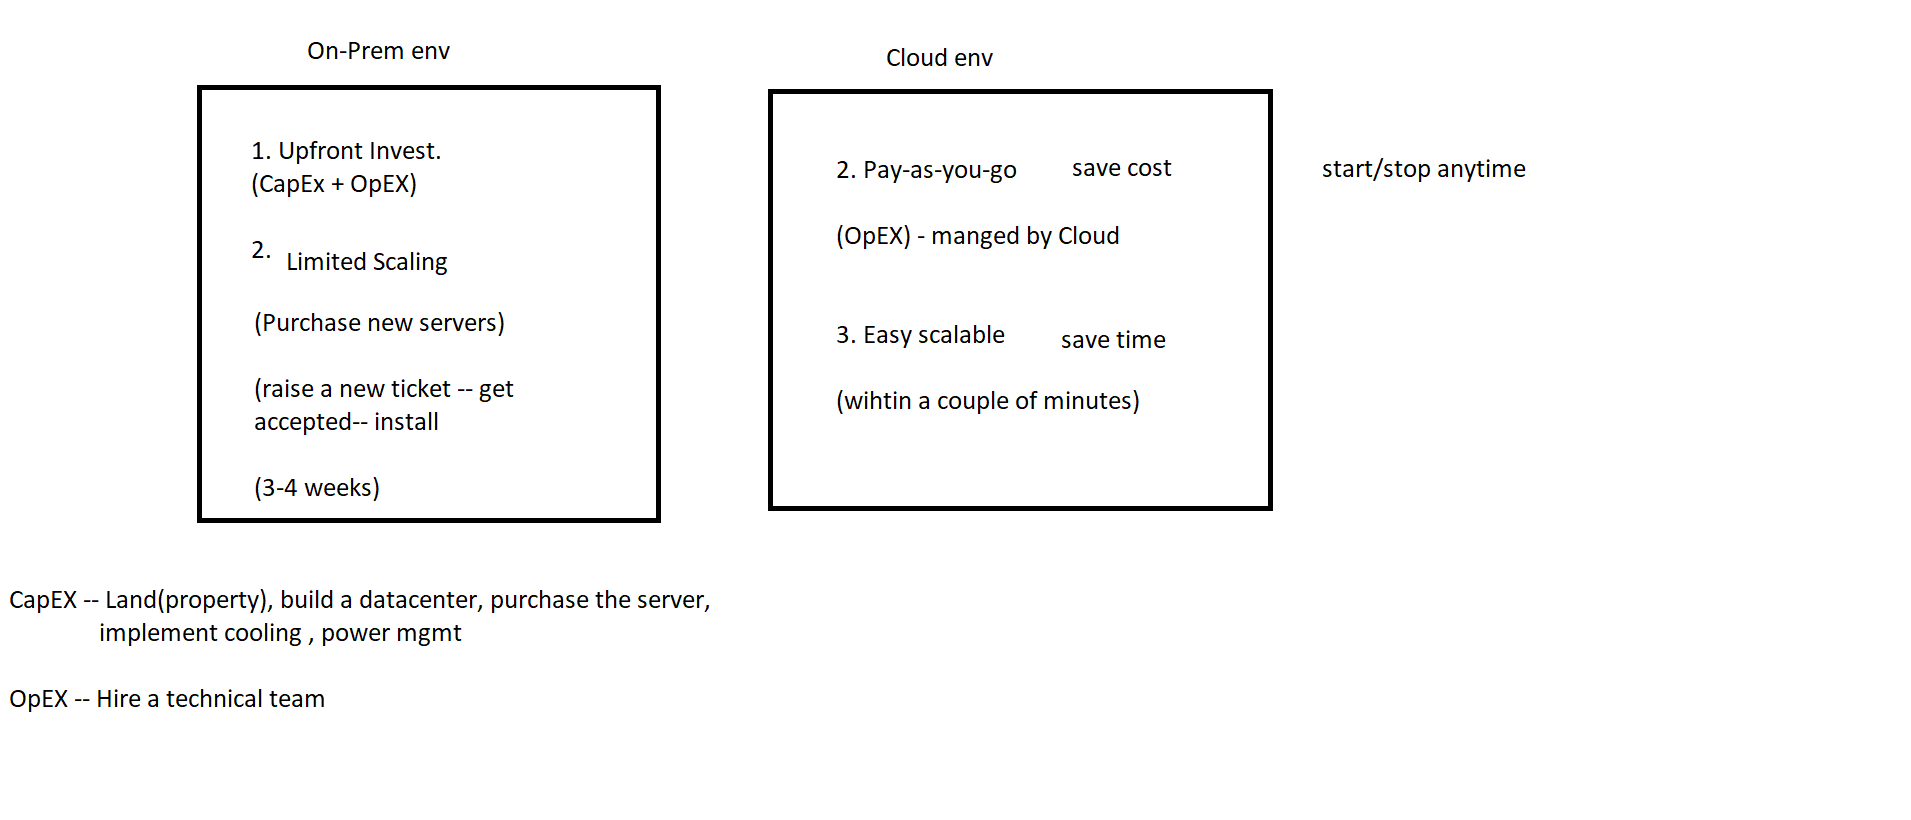 On-Prem env
1. Upfront Invest.
(CapEx + OpEX)
2. Limited Scaling
(Purchase new servers)
(raise a new ticket -- get
accepted-- install
(3-4 weeks)
Cloud env
2. Pay-as-you-go save cost
start/stop anytime
(OpEX) - manged by Cloud
3. Easy scalable save time
(wihtin a couple of minutes)
CapEX -- Land(property), build a datacenter, purchase the server,
implement cooling , power mgmt
OpEX -- Hire a technical team